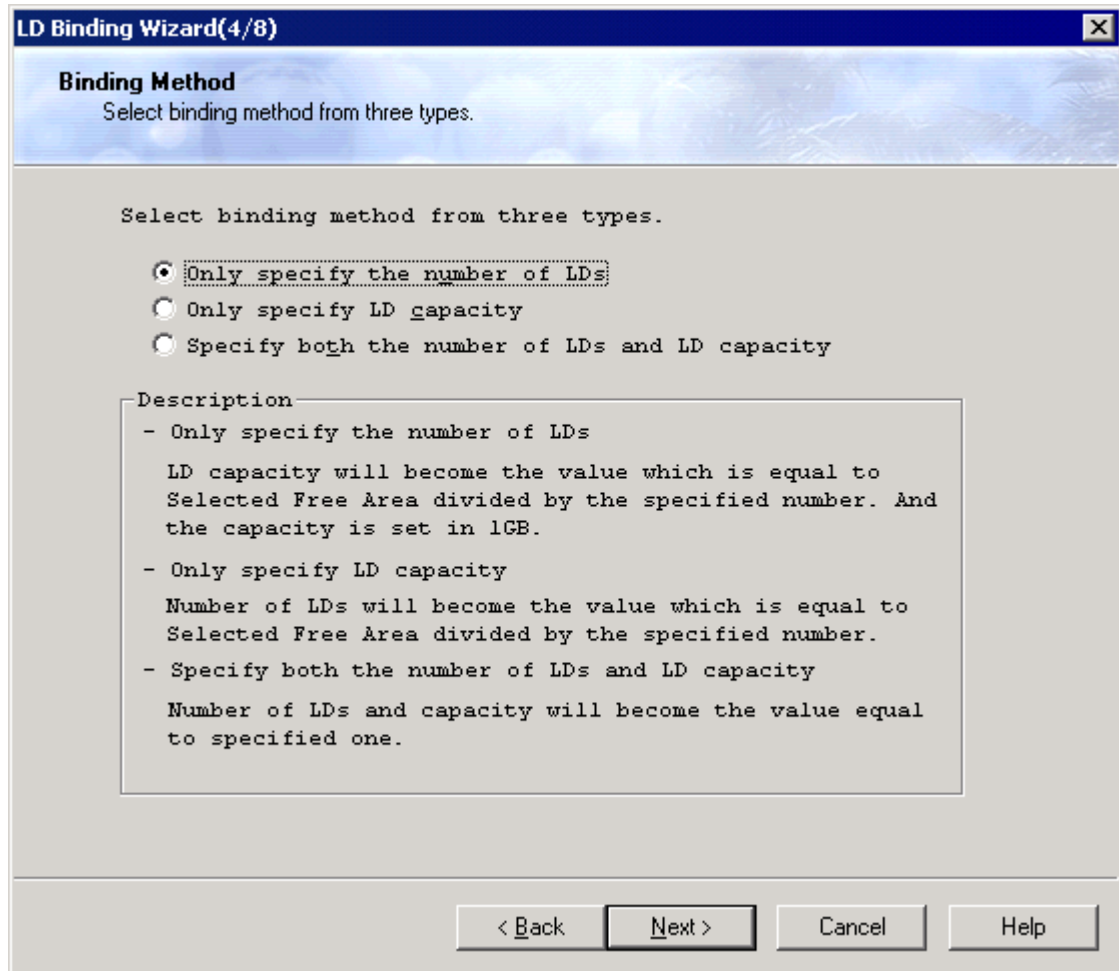 LD Binding Wizard(4/8)
Binding Method
Select binding method from three types.
Select binding method from three types.
Only specify the number of LDs
Only specify LD capacity
Specify both the number of LDs and LD capacity
Description
- Only specify the number of LDs
LD capacity will become the value which is equal to
Selected Free Area divided by the specified number. And
the capacity is set in 1GB.
- Only specify LD capacity
Number of LDs will become the value which is equal to
Selected Free Area divided by the specified number.
- Specify both the number of LDs and LD capacity
Number of LDs and capacity will become the value equal
to specified one.
< Back
Next >
Cancel
Help